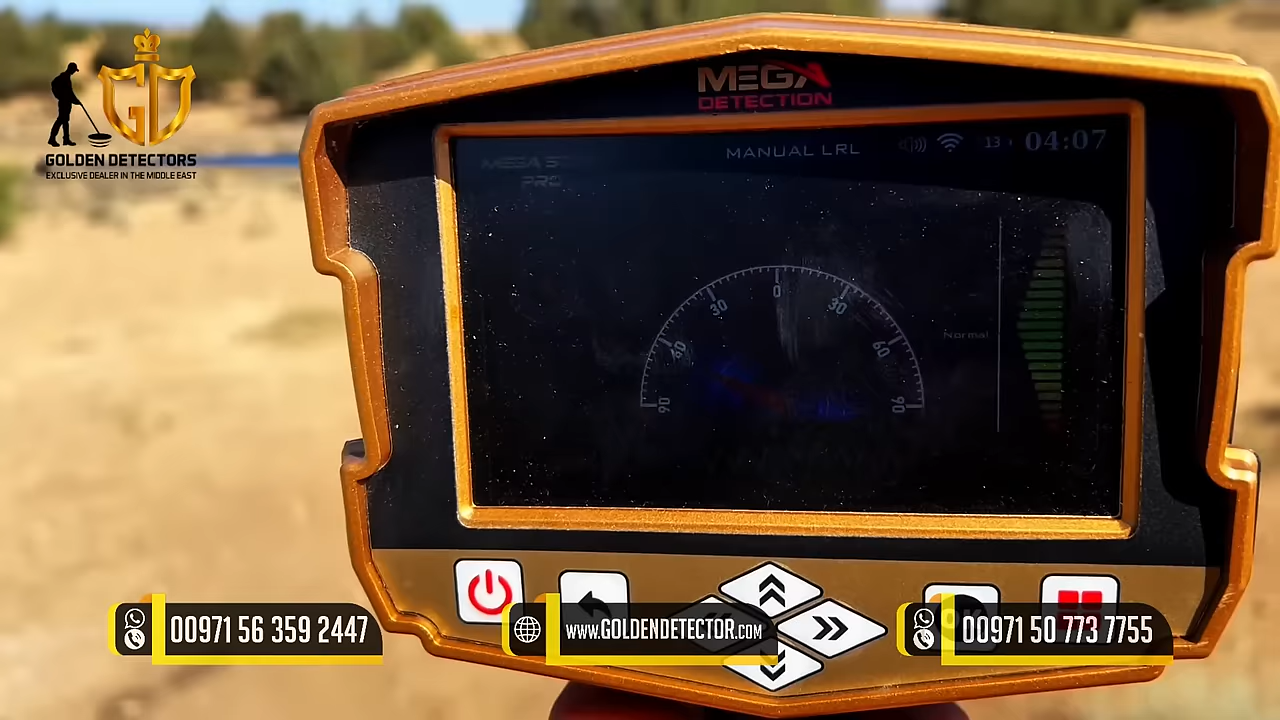 MEGA
DETECTION
GOLDEN DETECTORS
EXCLUSIVE DEALER IN THE MIDDLE EAST
MANUAL LRL
13
04:07
MEGA
PRO
90
60
30
0
30
60
90
Normal
OK
00971 56 359 2447
WWW.GOLDENDETECTOR.COM
00971 50 773 7755